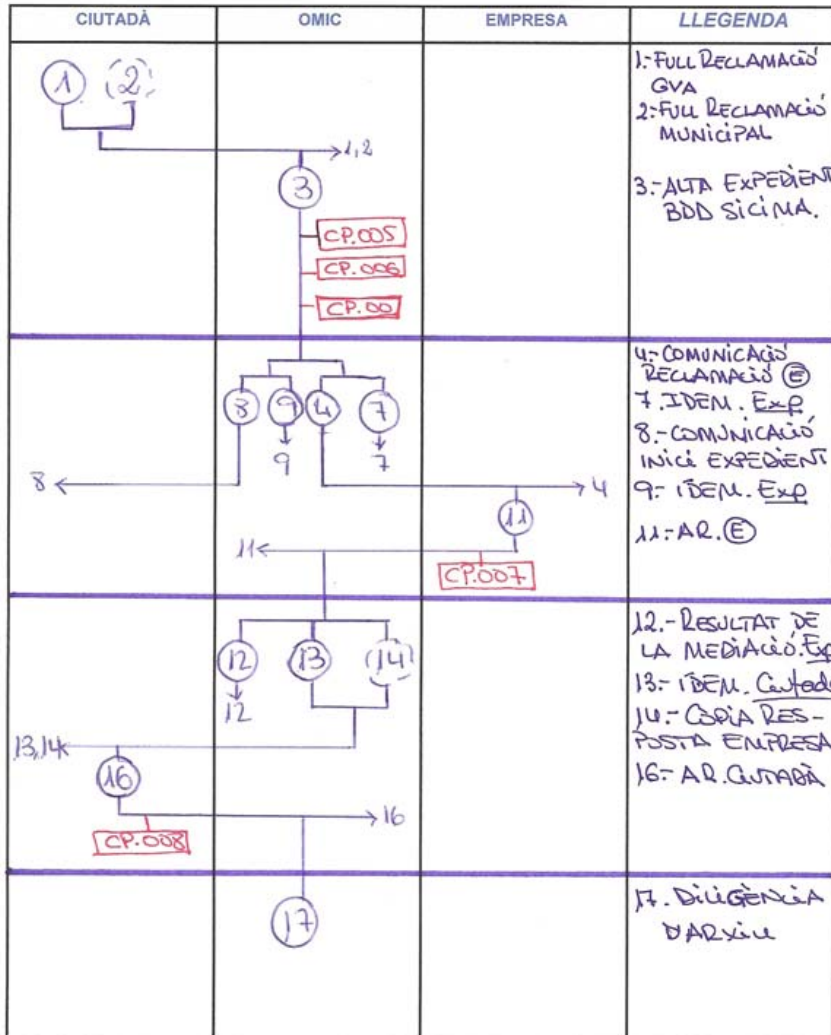 CIUTADÀ OMIC EMPRESA LLEGENDA
1 2
1,2
3
CP.005
CP.006
CP.00
1.- FULL RECLAMACIÓ
GVA
2.- FULL RECLAMACIÓ
MUNICIPAL
3.- ALTA EXPEDIENT
BDD SICIMA.
8 9 4 7
9 7
8
4
11
11
CP.007
4.- COMUNICACIÓ
RECLAMACIÓ E
7. IDEM. Exp
8.- COMUNICACIÓ
INICI EXPEDIENT
9.- IDEM. Exp
11.- AR. E
12 13 14
12
13,14
16
16
CP.008
12.- RESULTAT DE
LA MEDIACIÓ. Exp
13.- IDEM. Ciutadà
14.- CÒPIA RES-
POSTA EMPRESA
16.- AR. CIUTADÀ
17
17. DILIGÈNCIA
D'ARXIU